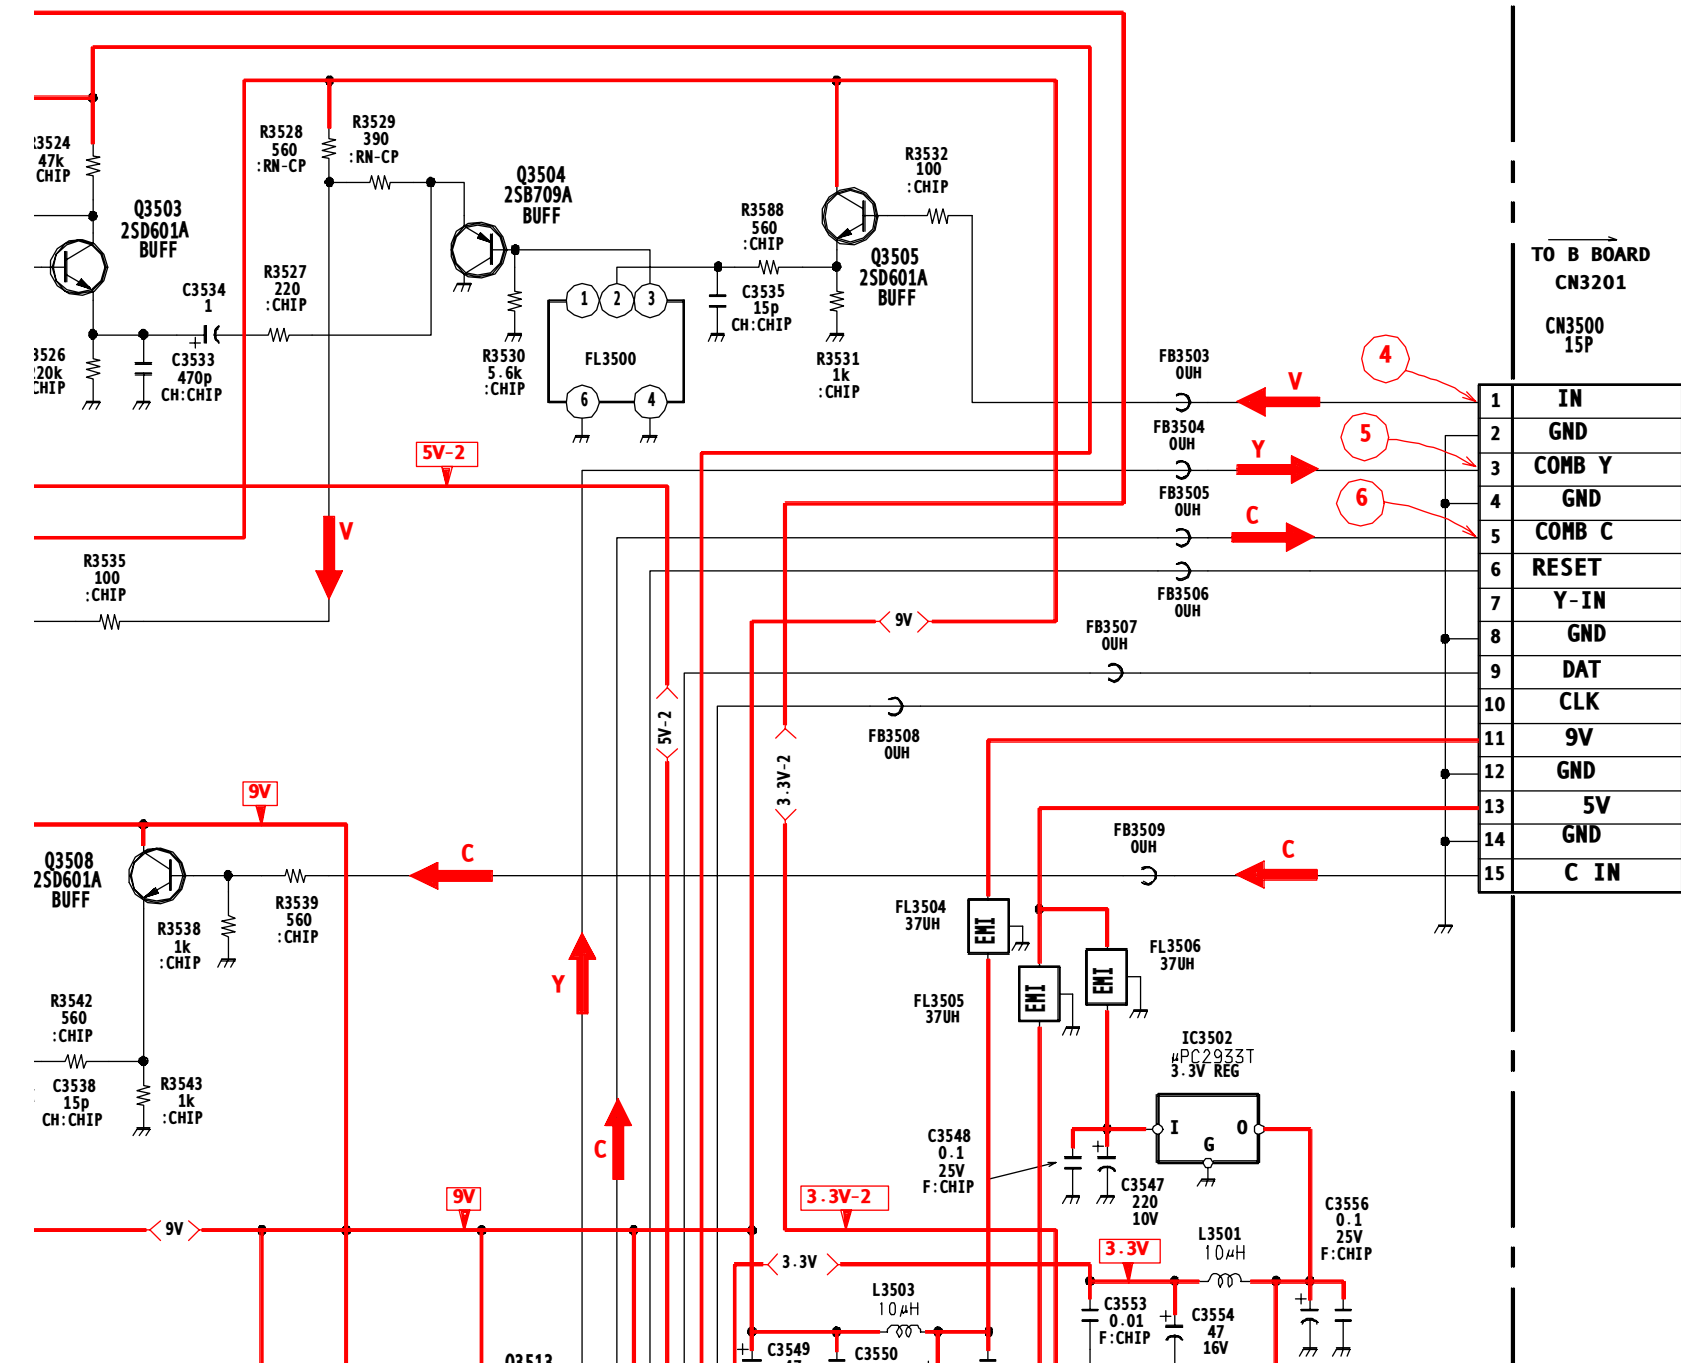 R3524
47k
CHIP
Q3503
2SD601A
BUFF
R3528
560
:RN-CP
R3529
390
:RN-CP
Q3504
2SB709A
BUFF
R3532
100
:CHIP
R3588
560
:CHIP
Q3505
2SD601A
BUFF
TO B BOARD
CN3201
CN3500
15P
C3534
1
+
R3527
220
:CHIP
C3535
15p
CH:CHIP
1
2
3
FL3500
6
4
3526
CHIP
C3533
470p
CH:CHIP
R3530
5.6k
:CHIP
R3531
1k
:CHIP
FB3503
0UH
V
4
FB3504
0UH
Y
5
FB3505
0UH
C
6
FB3506
0UH
1 IN
2 GND
3 COMB Y
4 GND
5 COMB C
6 RESET
7 Y-IN
8 GND
9 DAT
10 CLK
11 9V
12 GND
13 5V
14 GND
15 C IN
5V-2
V
R3535
100
:CHIP
9V
FB3507
0UH
5V-2
3.3V-2
FB3508
0UH
9V
FB3509
0UH
C
C
Q3508
2SD601A
BUFF
R3538
1k
:CHIP
R3539
560
:CHIP
FL3504
37UH
EMI
FL3506
37UH
EMI
FL3505
37UH
EMI
Y
R3542
560
:CHIP
C3538
15p
CH:CHIP
R3543
1k
:CHIP
C
IC3502
µPC2933T
3.3V REG
I
O
G
C3548
0.1
25V
F:CHIP
+
C3547
220
10V
9V
9V
3.3V-2
3.3V
3.3V
L3501
10µH
C3556
0.1
25V
F:CHIP
L3503
10µH
C3553
0.01
F:CHIP
+
C3554
47
16V
+
+
C3549
C3550
+
Q3513